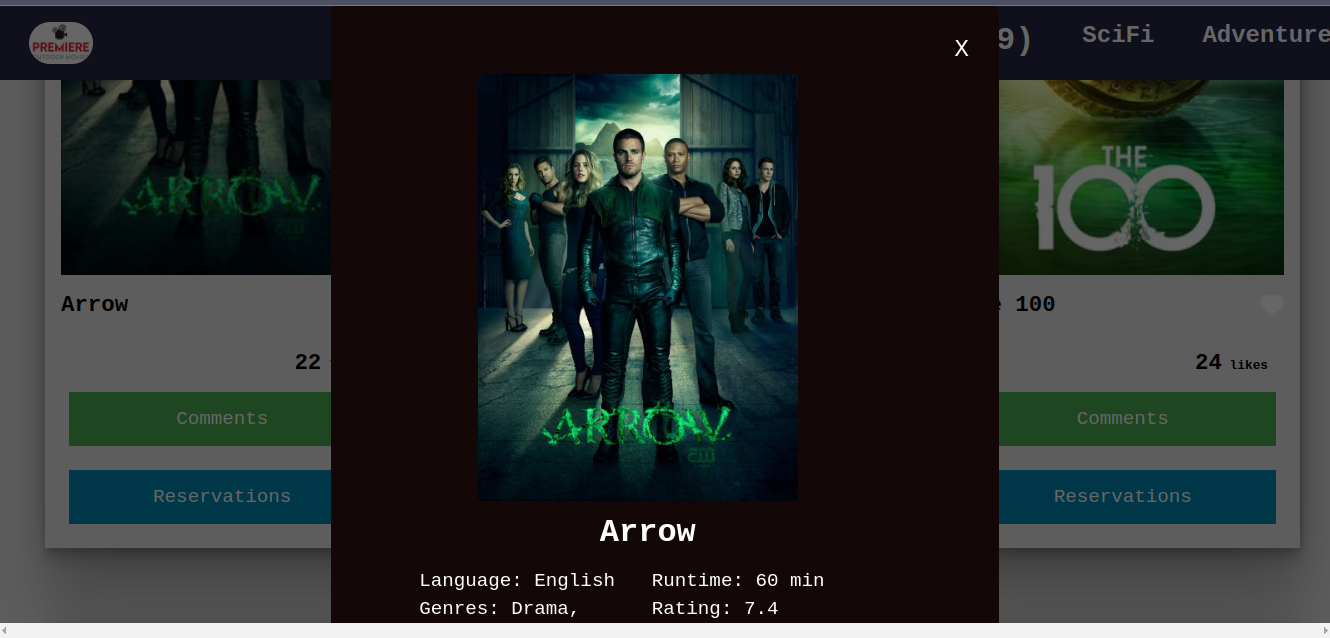 PREMIERE
OUTDOOR MOVIE
9)
SciFi
Adventure
X
ARROW
CW
ARROW
CW
THE
100
Arrow
100
22
24 likes
Comments
Comments
Reservations
Reservations
Arrow
Language: English
Runtime: 60 min
Genres: Drama,
Rating: 7.4